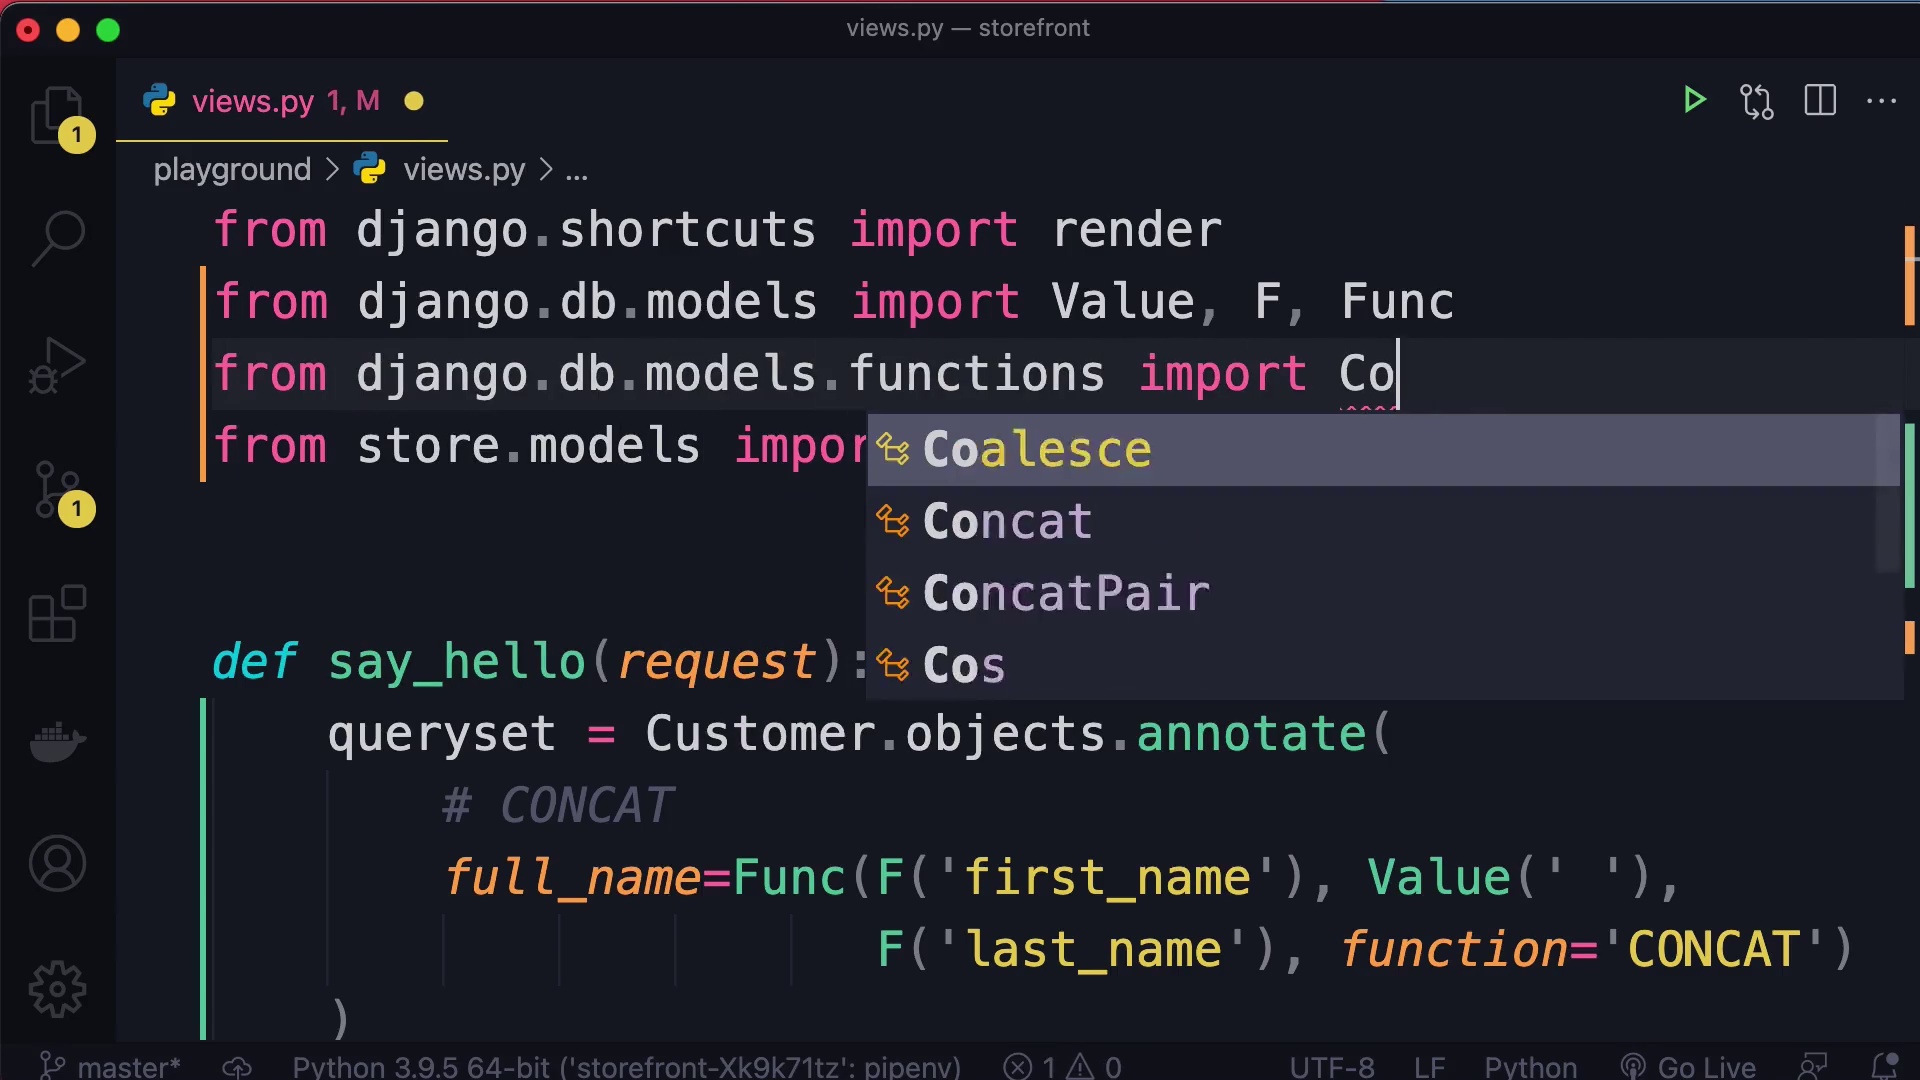 views.py — storefront
views.py 1, M
1
playground > views.py > ...
from django.shortcuts import render
from django.db.models import Value, F, Func
from django.db.models.functions import Co
from store.models impor
Coalesce
Concat
ConcatPair
Cos
1
def say_hello(request):
queryset = Customer.objects.annotate(
# CONCAT
full_name=Func(F('first_name'), Value(' '),
F('last_name'), function='CONCAT')
)
master* Python 3.9.5 64-bit ('storefront-Xk9k71tz': pipenv) 1 0 UTF-8 LF Python Go Live